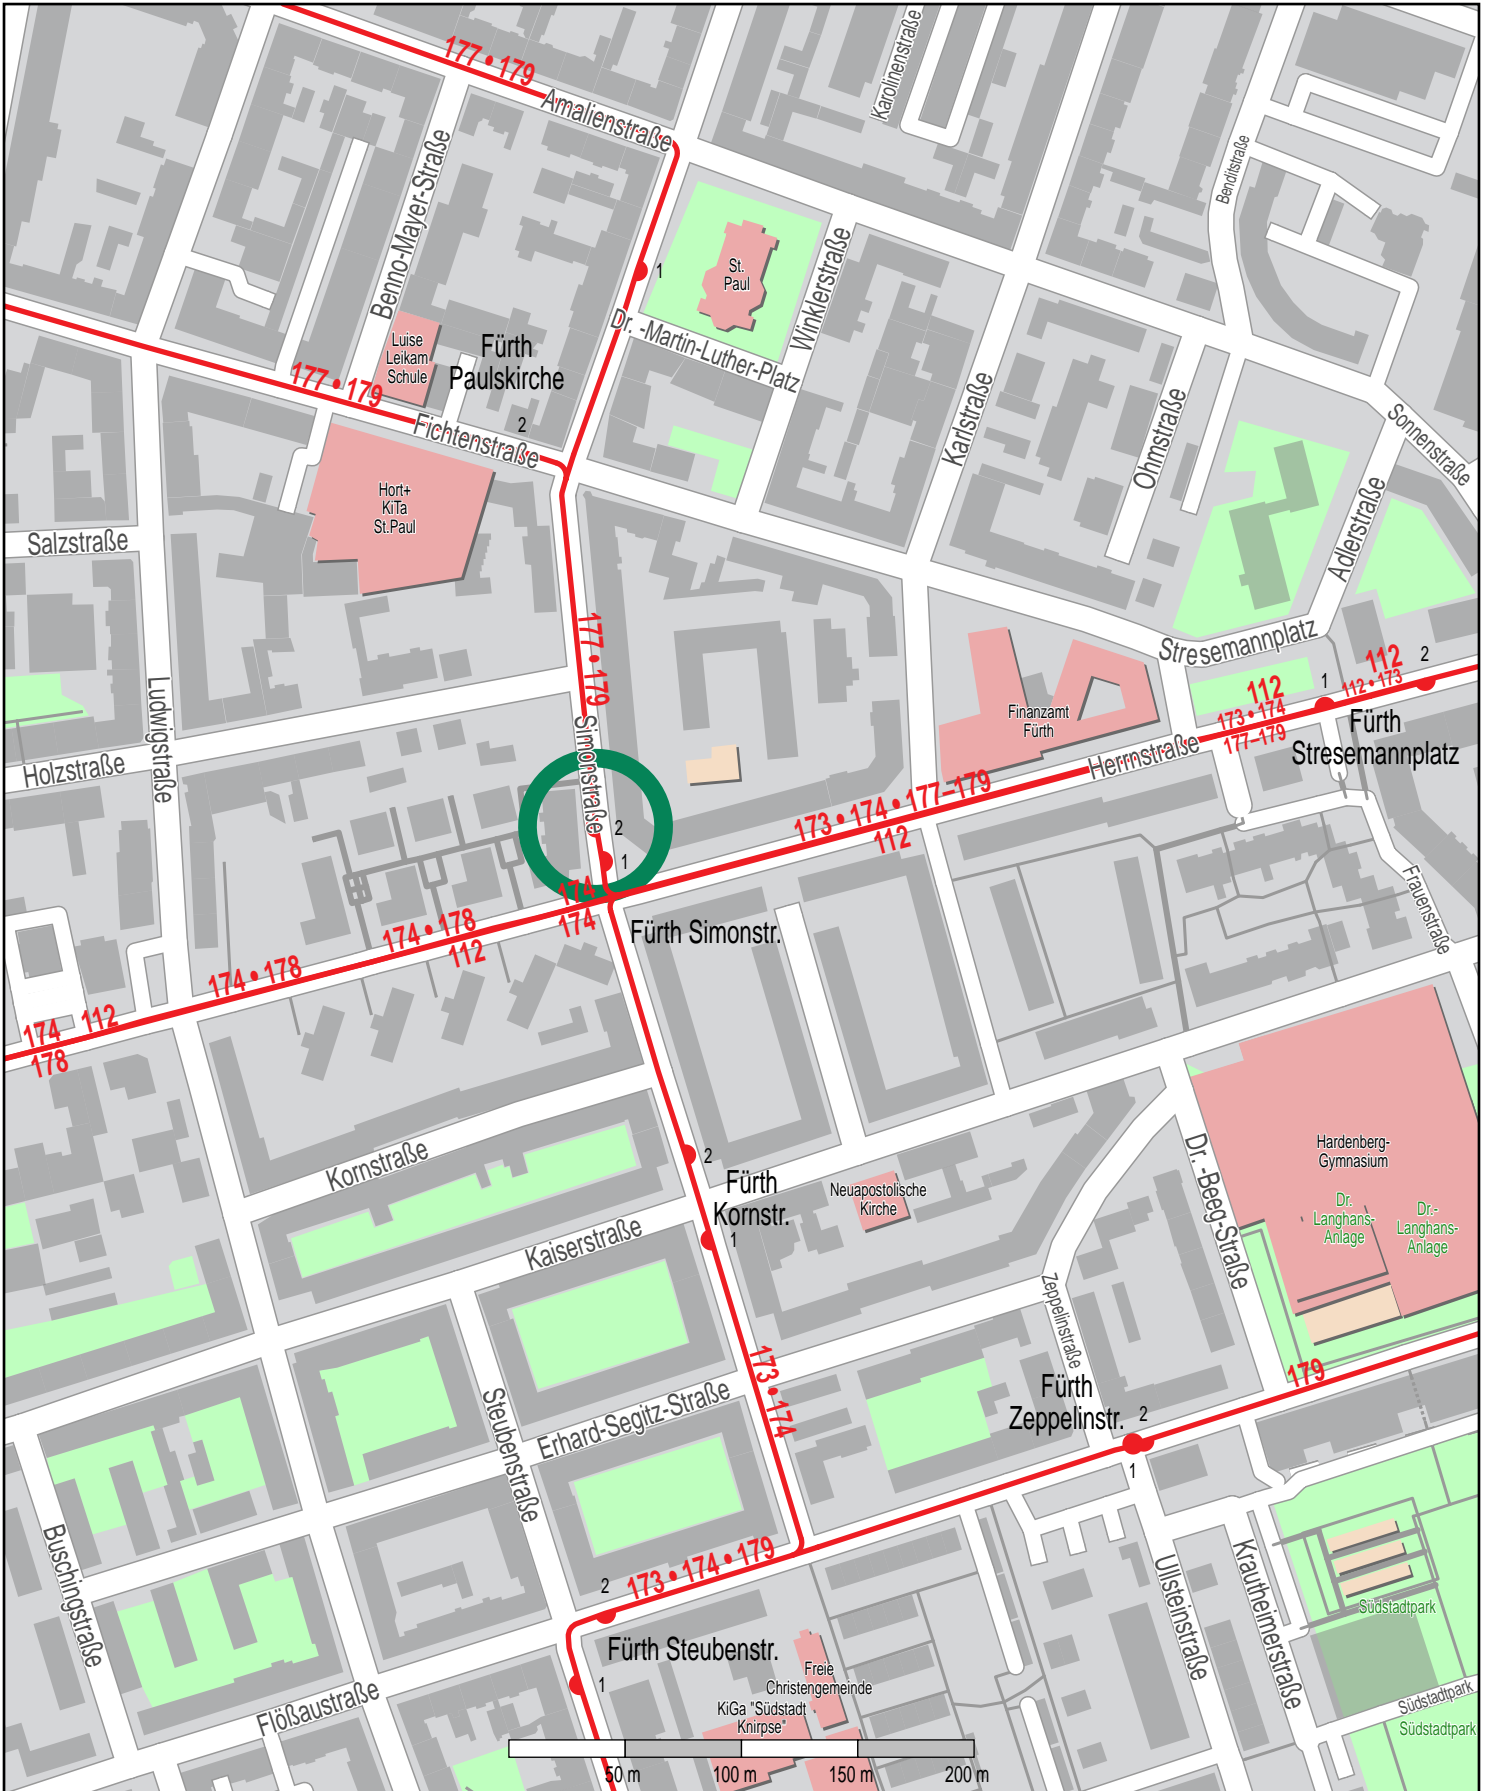 177 • 179
Amalienstraße
Karolinenstraße
Benditstraße
Benno-Mayer-Straße
1
St.
Paul
Winklerstraße
Dr. -Martin-Luther-Platz
Luise
Leikam
Schule
Fürth
Paulskirche
177 • 179
2
Fichtenstraße
Karlstraße
Ohmstraße
Sonnenstraße
Hort+
KiTa
St.Paul
Salzstraße
Adlerstraße
177 • 179
Stresemannplatz
112
2
112 • 173
1
112
173 • 174
177–179
Fürth
Stresemannplatz
Ludwigstraße
Simonstraße
Finanzamt
Fürth
Herrnstraße
Holzstraße
2
1
173 • 174 • 177–179
112
Frauenstraße
174
174
Fürth Simonstr.
174 • 178
112
174 • 178
174
112
178
Kornstraße
2
Fürth
Kornstr.
1
Neuapostolische
Kirche
Dr. -Beeg-Straße
Hardenberg-
Gymnasium
Dr.
Langhans-
Anlage
Dr.-
Langhans-
Anlage
Kaiserstraße
Zeppelinstraße
173 • 174
179
Fürth
Zeppelinstr.
2
1
Steubenstraße
Erhard-Segitz-Straße
Buschingstraße
173 • 174 • 179
2
Ullsteinstraße
Krautheimerstraße
Südstadtpark
Fürth Steubenstr.
1
Freie
Christengemeinde
KiGa "Südstadt
Knirpse"
Flößaustraße
Südstadtpark
Südstadtpark
50 m
100 m
150 m
200 m